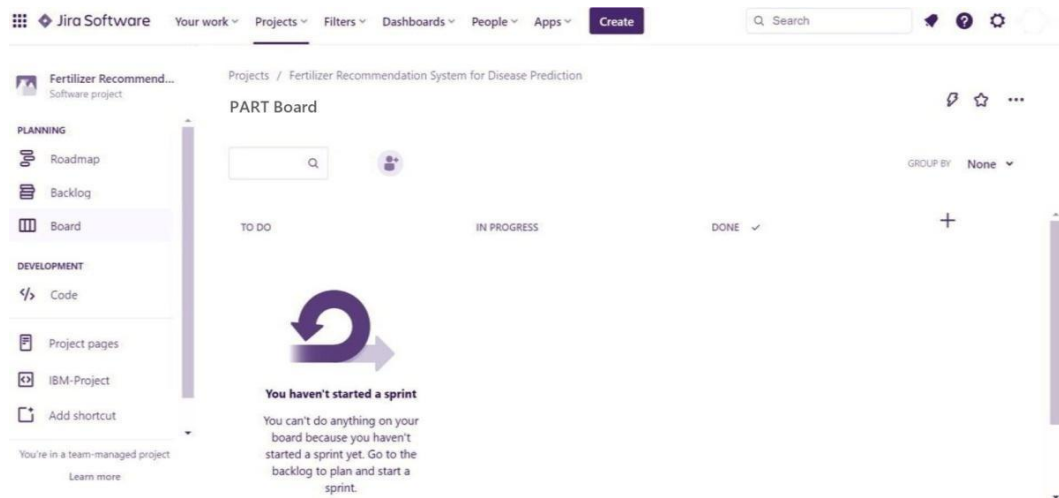 Jira Software Your work Projects Filters Dashboards People Apps Create Search
Fertilizer Recommend...
Software project
PLANNING
Roadmap
Backlog
Board
DEVELOPMENT
Code
Project pages
IBM-Project
Add shortcut
You're in a team-managed project
Learn more
Projects / Fertilizer Recommendation System for Disease Prediction
PART Board
GROUP BY None
TO DO IN PROGRESS DONE
You haven't started a sprint
You can't do anything on your
board because you haven't
started a sprint yet. Go to the
backlog to plan and start a
sprint.